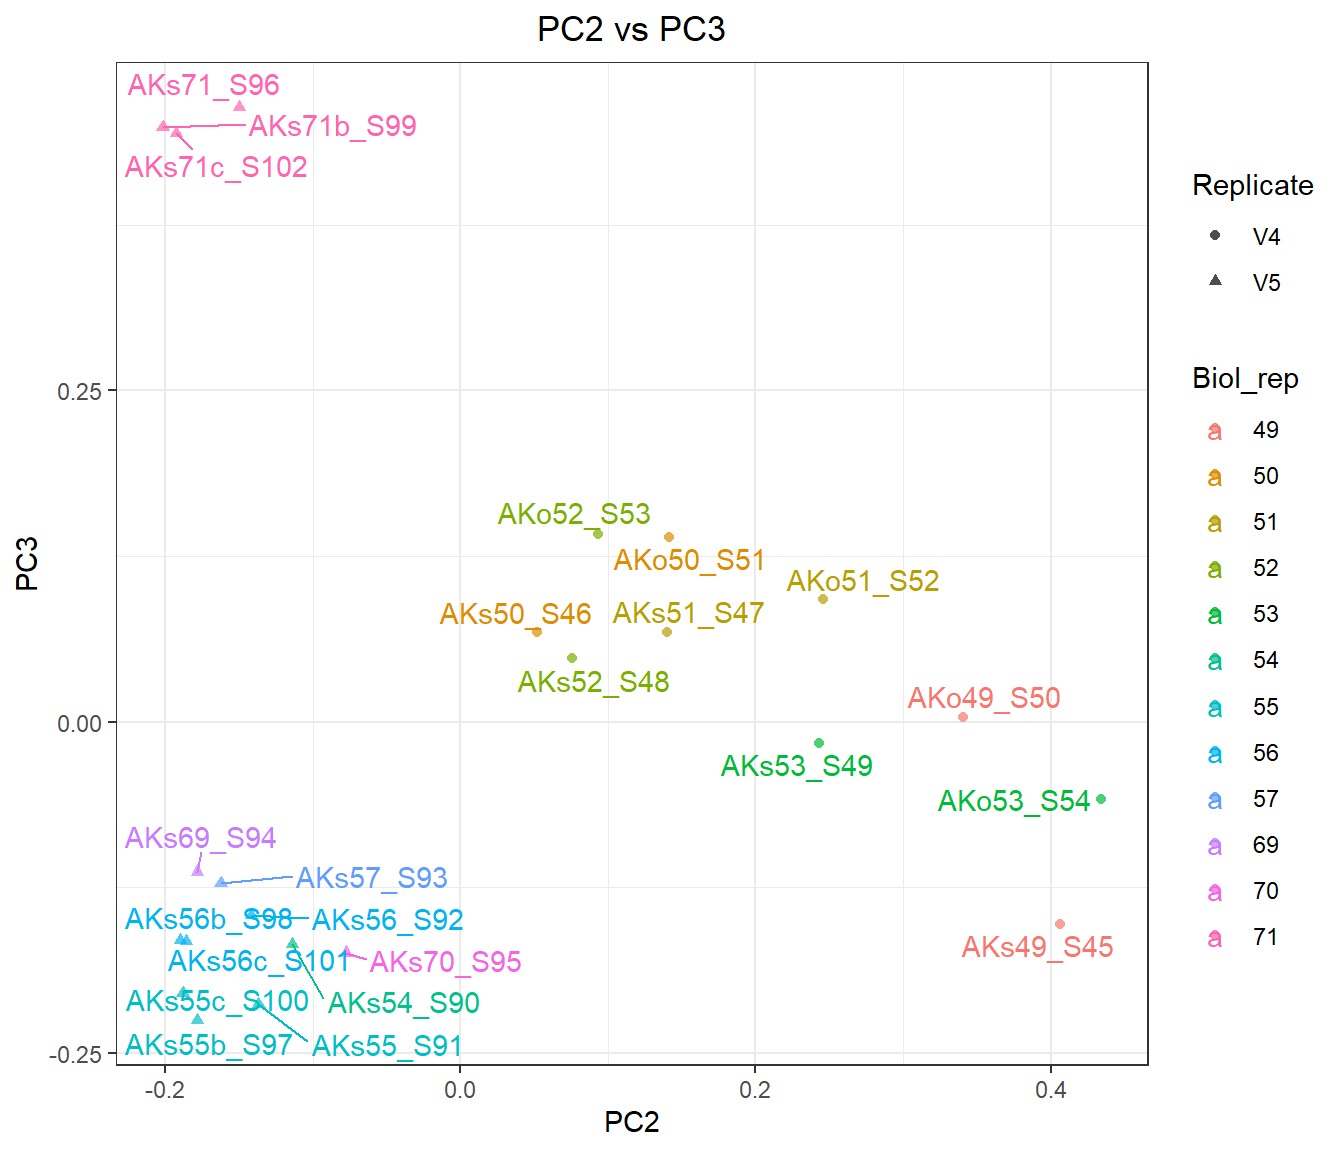 PC2 vs PC3
AKs71_S96
AKs71b_S99
AKs71c_S102
Replicate
V4
V5
0.25
Biol_rep
49
50
51
52
53
54
55
56
57
69
70
71
a
a
a
a
a
a
a
a
a
a
a
a
AKo52_S53
AKo50_S51
AKo51_S52
AKs50_S46
AKs51_S47
AKs52_S48
PC3
AKo49_S50
0.00
AKs53_S49
AKo53_S54
AKs69_S94
AKs57_S93
AKs56b_S98
AKs56_S92
AKs56c_S101
AKs70_S95
AKs49_S45
AKs55c_S100
AKs54_S90
AKs55b_S97
AKs55_S91
-0.25
-0.2
0.0
0.2
0.4
PC2